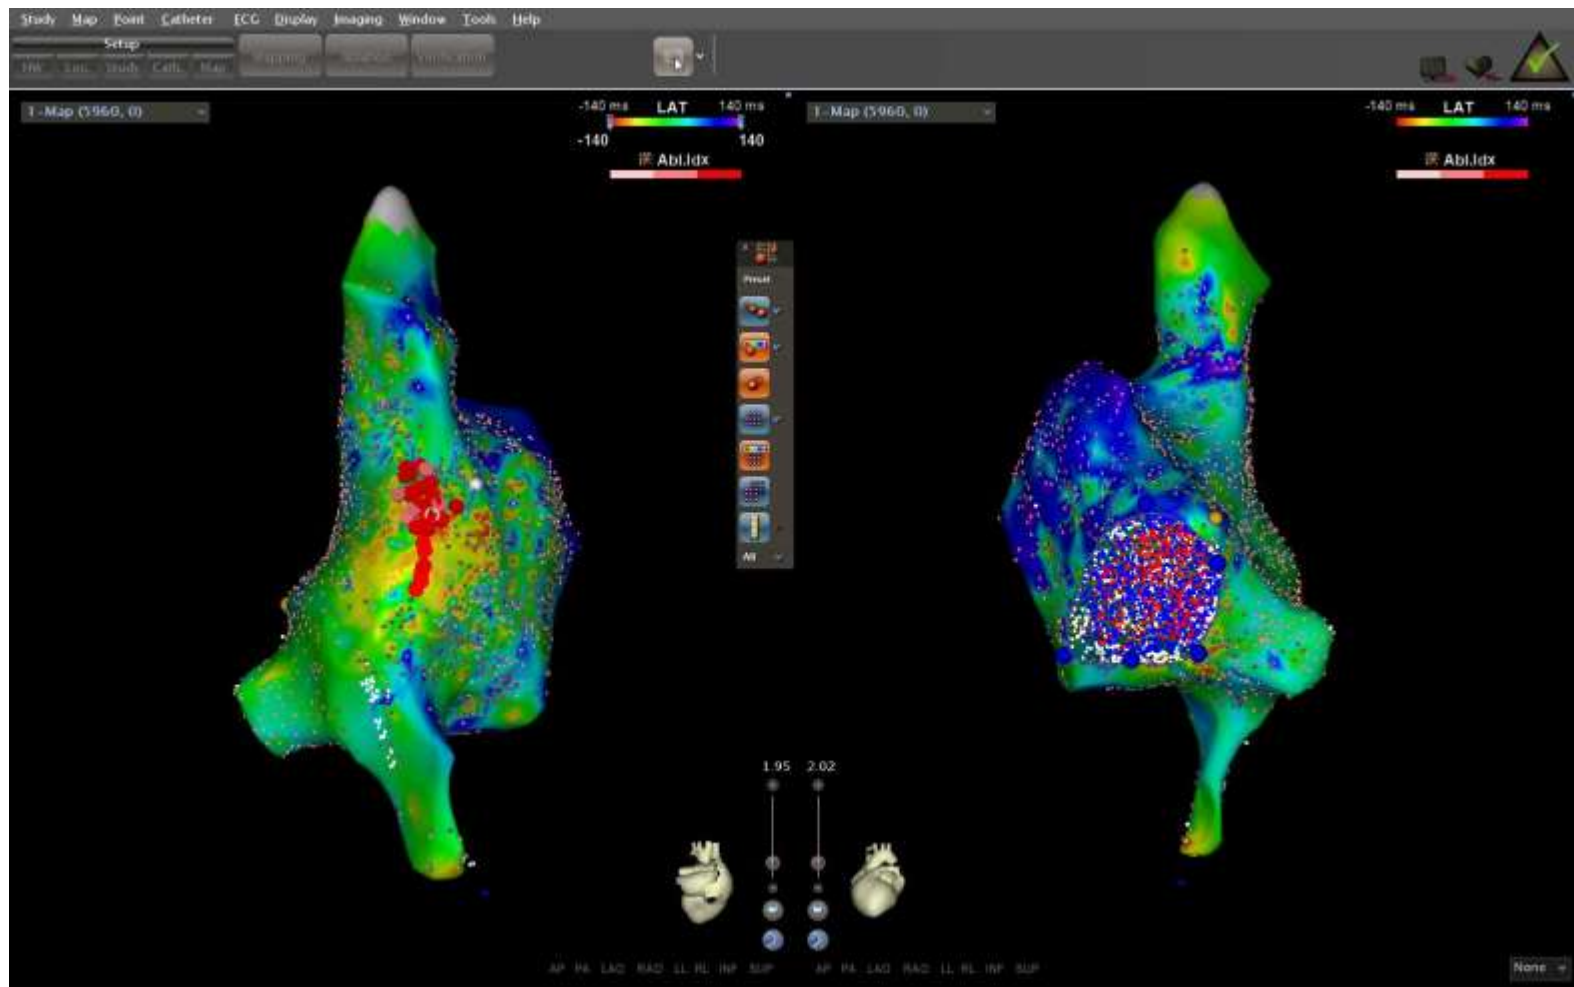 Study Map Point Catheter ECG Display Imaging Window Tools Help
Setup
Study Cath. Map
1-Map (5960, 0)
-140 ms LAT 140 ms
-140 140
Abl.Idx
1-Map (5960, 0)
-140 ms LAT 140 ms
Abl.Idx
Preset
All
1.95 2.02
AP PA LAO RAO LL RL INF SUP
AP PA LAO RAO LL RL INF SUP
None